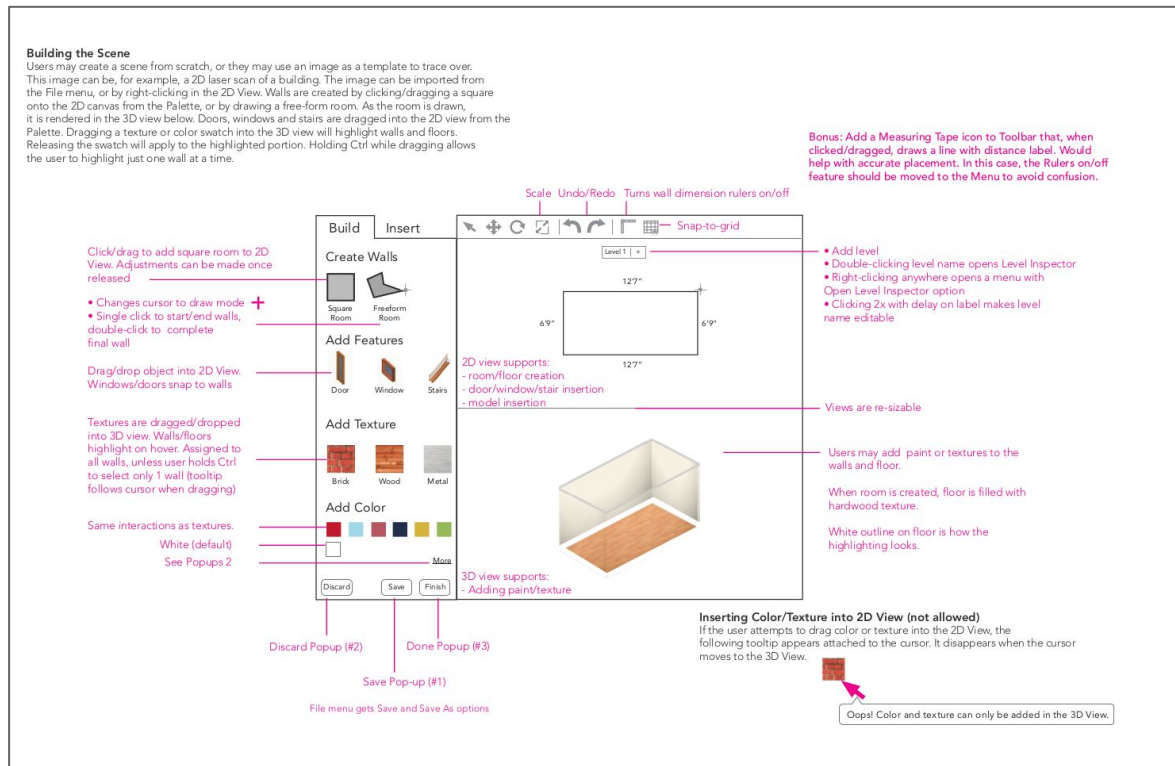 Building the Scene
Users may create a scene from scratch, or they may use an image as a template to trace over.
This image can be, for example, a 2D laser scan of a building. The image can be imported from
the File menu, or by right-clicking in the 2D View. Walls are created by clicking/dragging a square
onto the 2D canvas from the Palette, or by drawing a free-form room. As the room is drawn,
it is rendered in the 3D view below. Doors, windows and stairs are dragged into the 2D view from the
Palette. Dragging a texture or color swatch into the 3D view will highlight walls and floors.
Releasing the swatch will apply to the highlighted portion. Holding Ctrl while dragging allows
the user to highlight just one wall at a time.
Bonus: Add a Measuring Tape icon to Toolbar that, when
clicked/dragged, draws a line with distance label. Would
help with accurate placement. In this case, the Rulers on/off
feature should be moved to the Menu to avoid confusion.
Scale Undo/Redo Turns wall dimension rulers on/off
Snap-to-grid
Build Insert
Level 1 | +
Click/drag to add square room to 2D
View. Adjustments can be made once
released
• Changes cursor to draw mode +
• Single click to start/end walls,
double-click to complete
final wall
Drag/drop object into 2D View.
Windows/doors snap to walls
Textures are dragged/dropped
into 3D view. Walls/floors
highlight on hover. Assigned to
all walls, unless user holds Ctrl
to select only 1 wall (tooltip
follows cursor when dragging)
Same interactions as textures.
White (default)
See Popups 2
Create Walls
Square
Room
Freeform
Room
Add Features
Door
Window
Stairs
Add Texture
Brick
Wood
Metal
Add Color
More
Discard
Save
Finish
12'7"
6'9"
6'9"
12'7"
2D view supports:
- room/floor creation
- door/window/stair insertion
- model insertion
3D view supports:
- Adding paint/texture
• Add level
• Double-clicking level name opens Level Inspector
• Right-clicking anywhere opens a menu with
Open Level Inspector option
• Clicking 2x with delay on label makes level
name editable
Views are re-sizable
Users may add paint or textures to the
walls and floor.
When room is created, floor is filled with
hardwood texture.
White outline on floor is how the
highlighting looks.
Discard Popup (#2)
Done Popup (#3)
Save Pop-up (#1)
File menu gets Save and Save As options
Inserting Color/Texture into 2D View (not allowed)
If the user attempts to drag color or texture into the 2D View, the
following tooltip appears attached to the cursor. It disappears when the cursor
moves to the 3D View.
Oops! Color and texture can only be added in the 3D View.